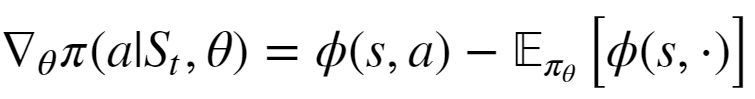 ∇_θ π(a|S_t, θ) = ϕ(s, a) − 𝔼_{π_θ} [ϕ(s, ·)]